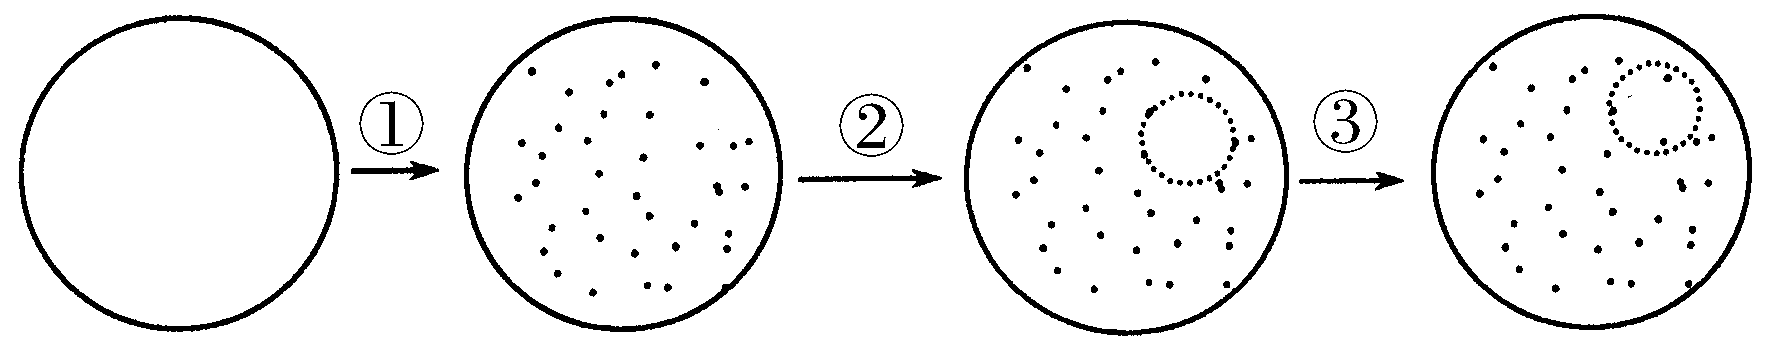 ① ② ③